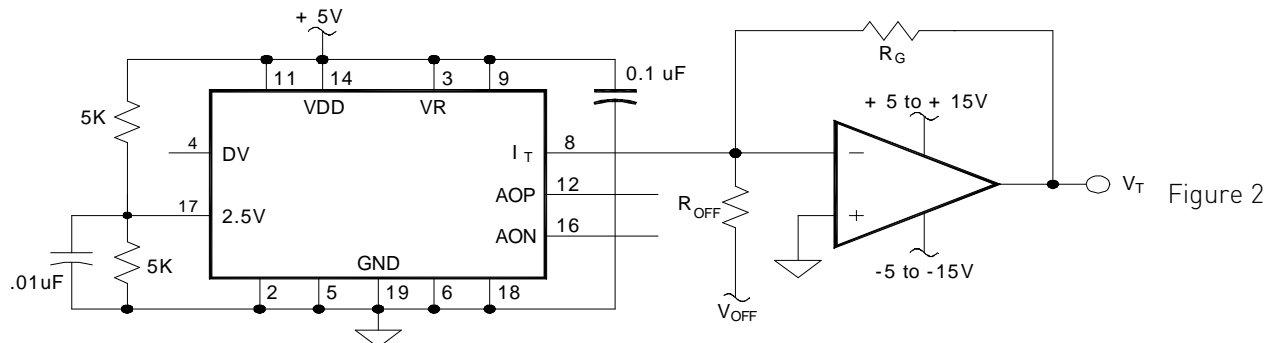 + 5V
R_G
0.1 uF
11 14 3 9
VDD VR
+ 5 to + 15V
5K
4 DV
I_T 8
−
AOP 12
V_T
Figure 2
17 2.5V
R_OFF
+
AON 16
GND
.01uF
5K
-5 to -15V
2 5 19 6 18
V_OFF